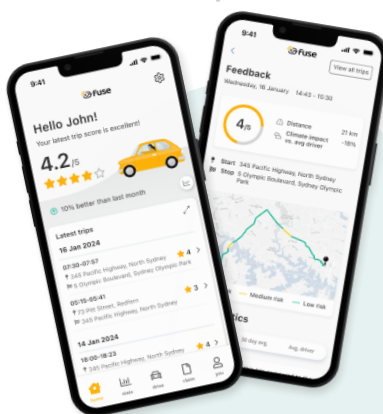 9:41
fuse
Hello John!
Your latest trip score is excellent!
4.2/5
10% better than last month
Latest trips
16 Jan 2024
07:30-07:57
345 Pacific Highway, North Sydney
5 Olympic Boulevard, Sydney Olympic Park
4
05:15-05:41
73 Pitt Street, Redfern
345 Pacific Highway, North Sydney
3
14 Jan 2024
18:00-18:23
345 Pacific Highway, North Sydney
4
drive
you
9:41
fuse
View all trips
Feedback
Wednesday, 16 January 14:43 - 15:30
4/5
Distance
21 km
Climate impact
vs. avg driver
-18%
Start 345 Pacific Highway, North Sydney
Stop 5 Olympic Boulevard, Sydney Olympic
Park
Medium risk
Low risk
30 day avg.
Avg. driver